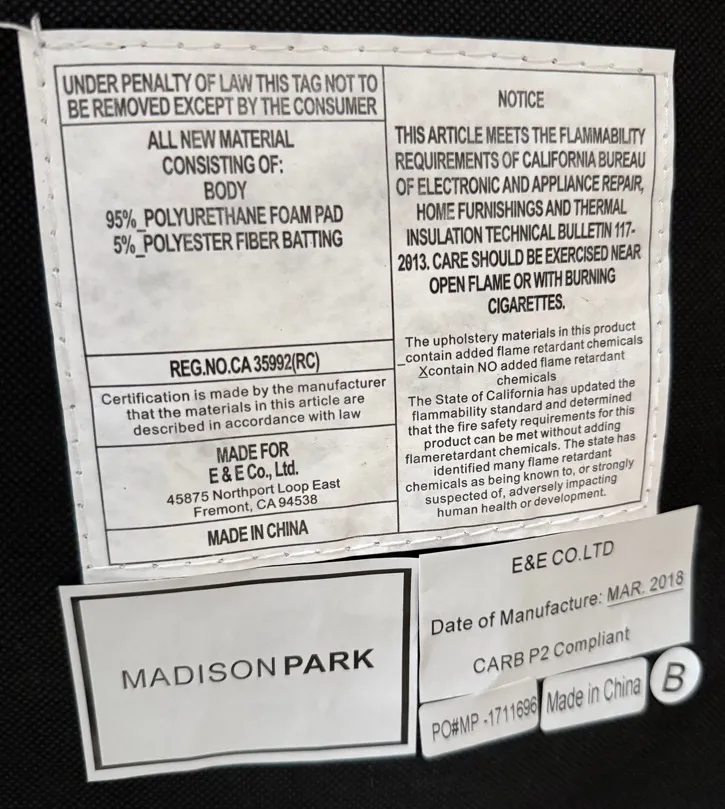 UNDER PENALTY OF LAW THIS TAG NOT TO
BE REMOVED EXCEPT BY THE CONSUMER
ALL NEW MATERIAL
CONSISTING OF:
BODY
95%_POLYURETHANE FOAM PAD
5%_POLYESTER FIBER BATTING
REG.NO.CA 35992(RC)
Certification is made by the manufacturer
that the materials in this article are
described in accordance with law
MADE FOR
E & E Co., Ltd.
45875 Northport Loop East
Fremont, CA 94538
MADE IN CHINA
NOTICE
THIS ARTICLE MEETS THE FLAMMABILITY
REQUIREMENTS OF CALIFORNIA BUREAU
OF ELECTRONIC AND APPLIANCE REPAIR,
HOME FURNISHINGS AND THERMAL
INSULATION TECHNICAL BULLETIN 117-
2013. CARE SHOULD BE EXERCISED NEAR
OPEN FLAME OR WITH BURNING
CIGARETTES.
The upholstery materials in this product
_contain added flame retardant chemicals
Xcontain NO added flame retardant
chemicals
The State of California has updated the
flammability standard and determined
that the fire safety requirements for this
product can be met without adding
flameretardant chemicals. The state has
identified many flame retardant
chemicals as being known to, or strongly
suspected of, adversely impacting
human health or development.
MADISON PARK
E&E CO.LTD
Date of Manufacture: MAR. 2018
CARB P2 Compliant
PO#MP -1711696
Made in China
B